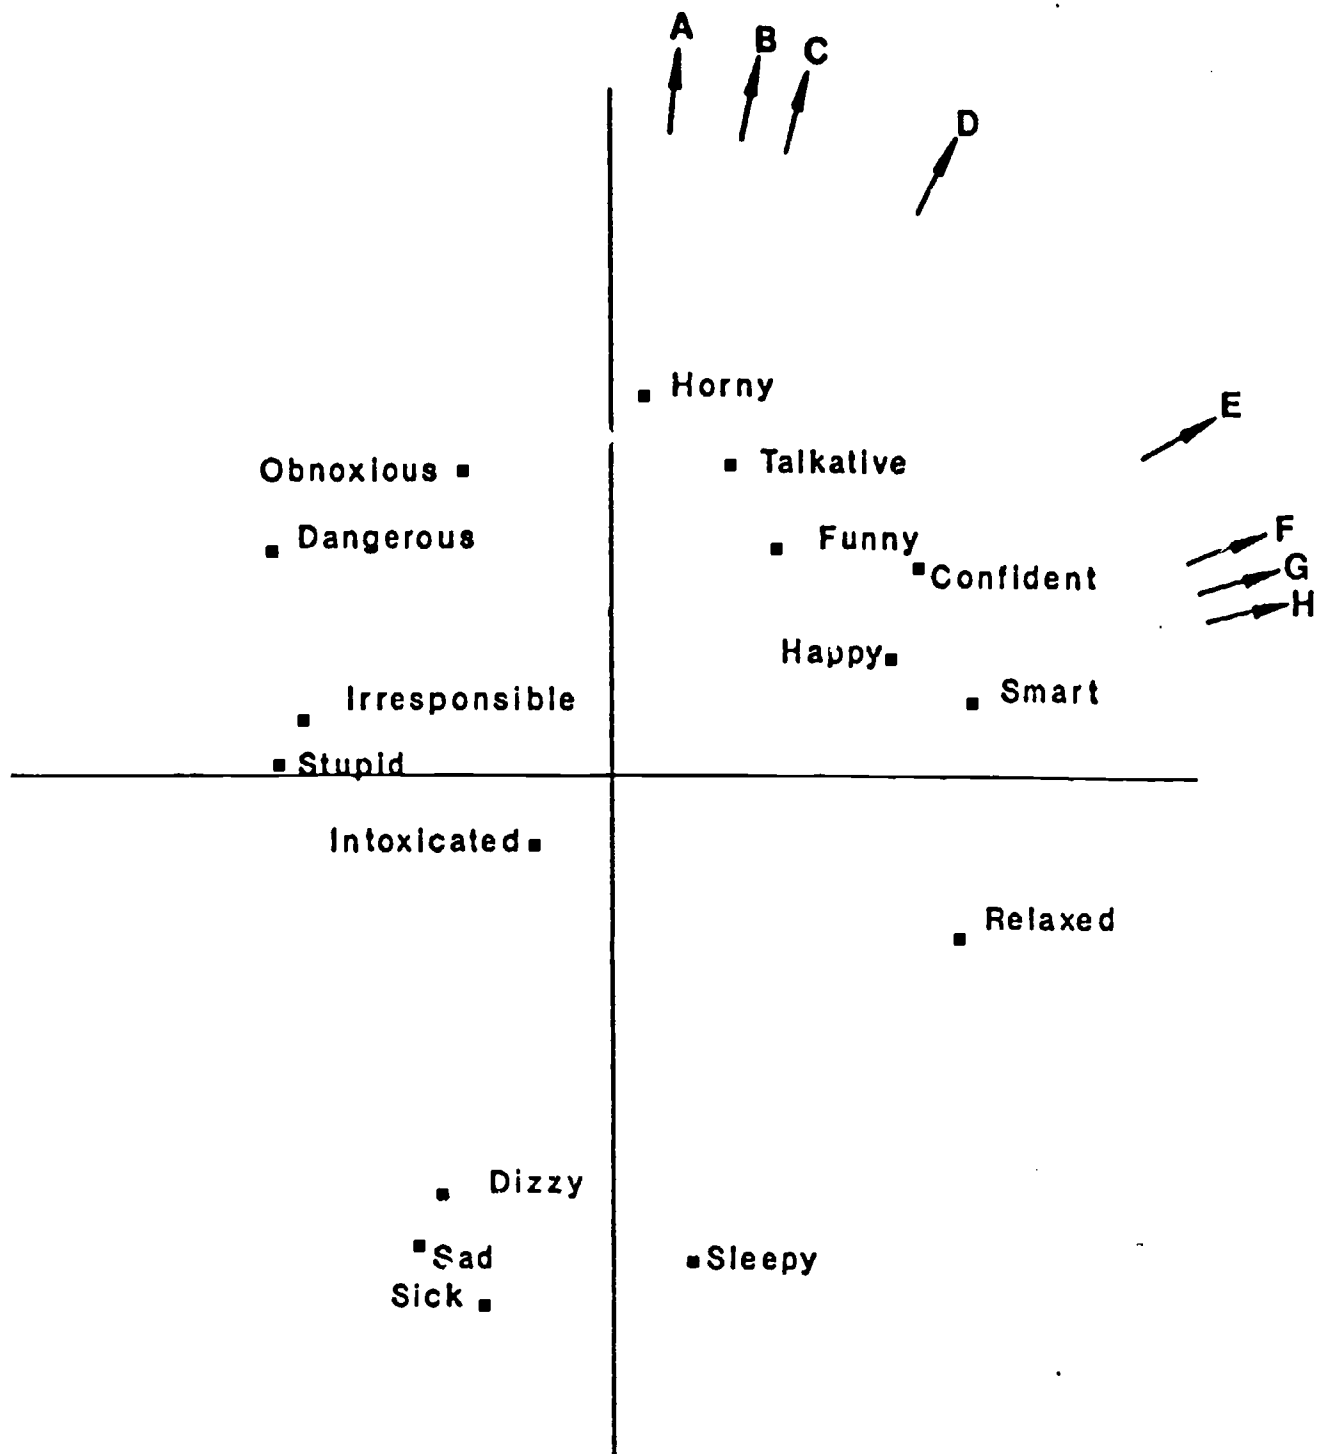 A
B
C
D
Horny
E
Obnoxious
Talkative
Dangerous
Funny
F
Confident
G
H
Happy
Smart
Irresponsible
Stupid
Intoxicated
Relaxed
Dizzy
Sad
Sleepy
Sick